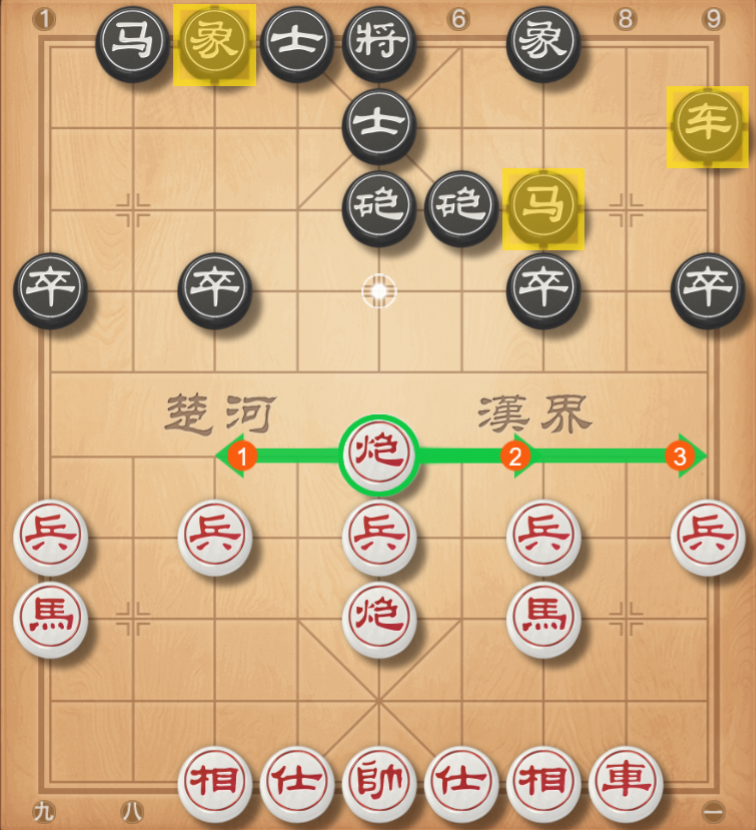 1 6 8 9
马 象 士 将 象
士 车
砲 砲 马
卒 卒 卒 卒
楚河 漢界
炮
1 2 3
兵 兵 兵 兵 兵
馬 炮 馬
相 仕 帥 仕 相 車
九 八 一